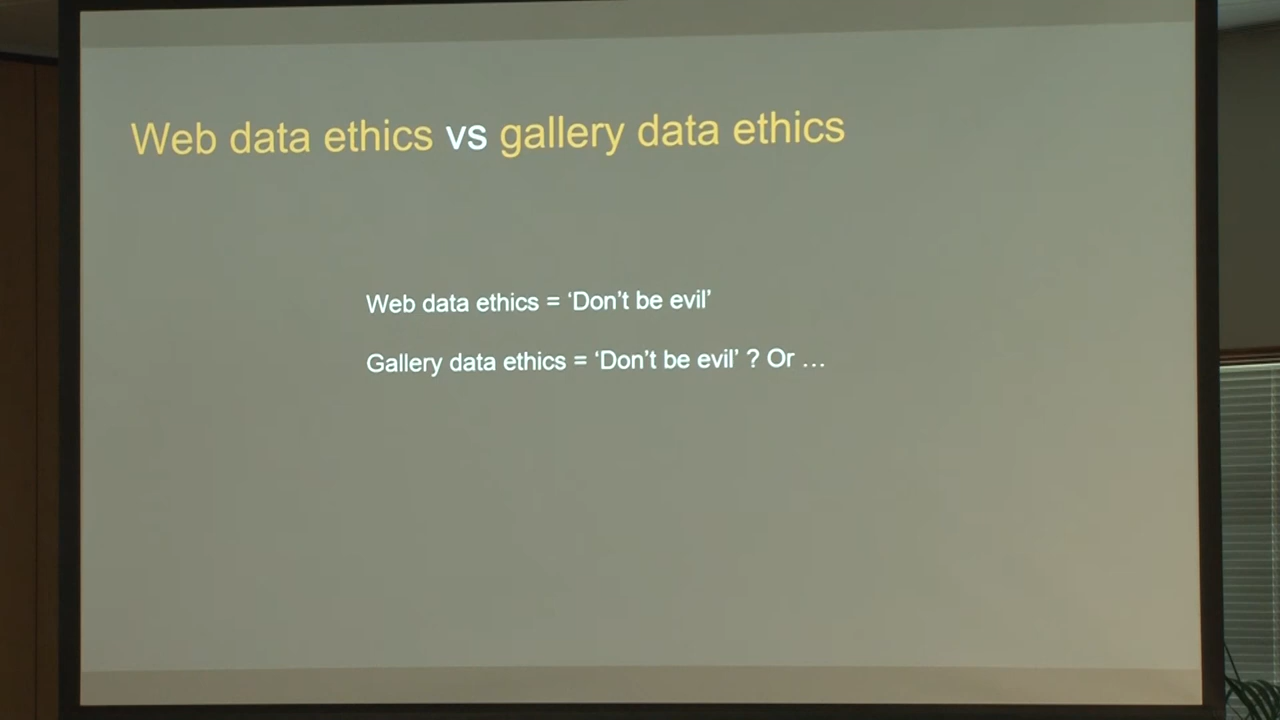 Web data ethics vs gallery data ethics
Web data ethics = ‘Don’t be evil’
Gallery data ethics = ‘Don’t be evil’ ? Or …